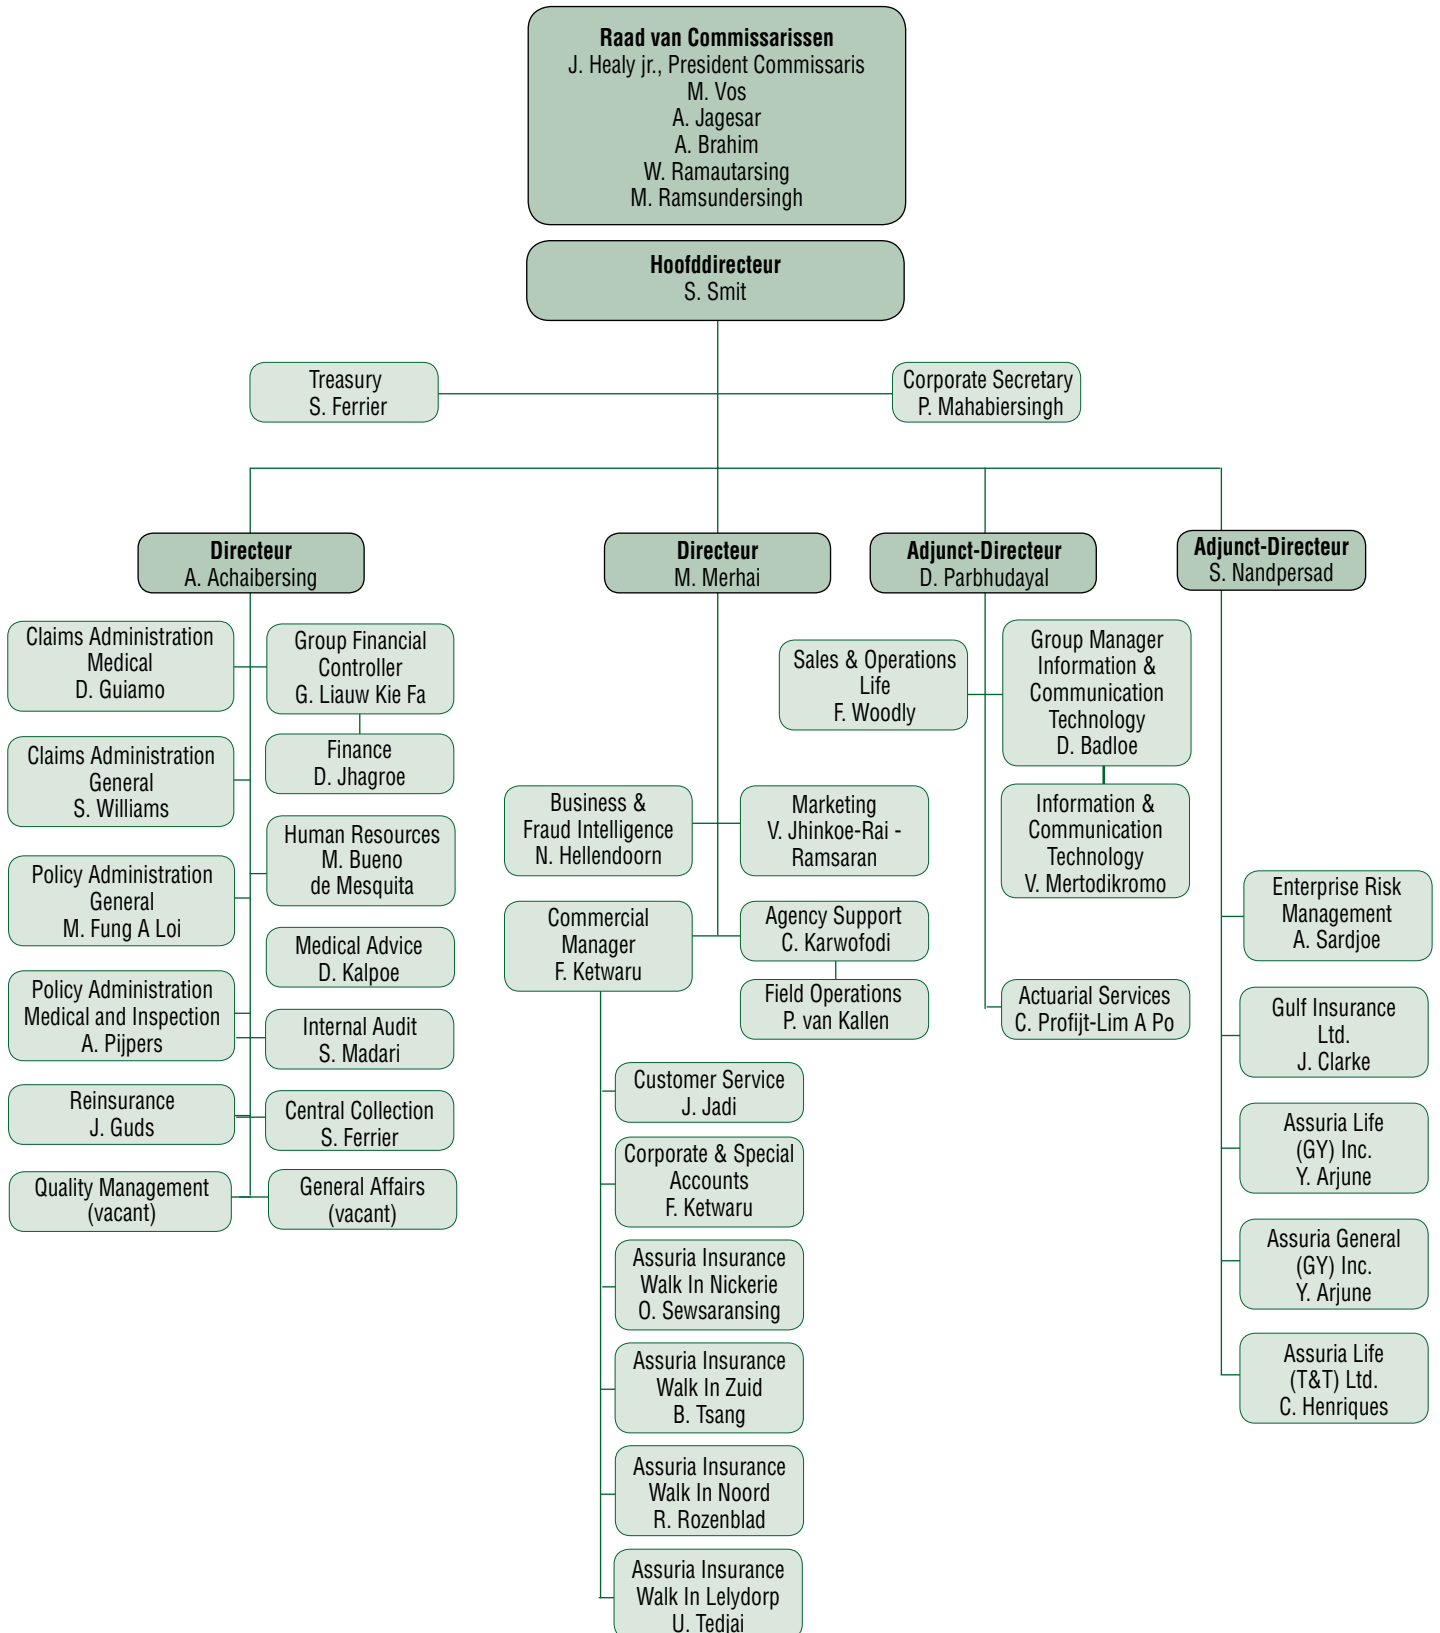 Raad van Commissarissen
J. Healy jr., President Commissaris
M. Vos
A. Jagesar
A. Brahim
W. Ramautarsing
M. Ramsundersingh
Hoofddirecteur
S. Smit
Treasury
S. Ferrier
Corporate Secretary
P. Mahabiersingh
Directeur
A. Achaibersing
Directeur
M. Merhai
Adjunct-Directeur
D. Parbhudayal
Adjunct-Directeur
S. Nandpersad
Claims Administration
Medical
D. Guiamo
Group Financial
Controller
G. Liauw Kie Fa
Finance
D. Jhagroe
Claims Administration
General
S. Williams
Human Resources
M. Bueno
de Mesquita
Policy Administration
General
M. Fung A Loi
Medical Advice
D. Kalpoe
Policy Administration
Medical and Inspection
A. Pijpers
Internal Audit
S. Madari
Reinsurance
J. Guds
Central Collection
S. Ferrier
Quality Management
(vacant)
General Affairs
(vacant)
Business &
Fraud Intelligence
N. Hellendoorn
Marketing
V. Jhinkoe-Rai -
Ramsaran
Commercial
Manager
F. Ketwaru
Agency Support
C. Karwofodi
Field Operations
P. van Kallen
Customer Service
J. Jadi
Corporate & Special
Accounts
F. Ketwaru
Assuria Insurance
Walk In Nickerie
O. Sewsaransing
Assuria Insurance
Walk In Zuid
B. Tsang
Assuria Insurance
Walk In Noord
R. Rozenblad
Assuria Insurance
Walk In Lelydorp
U. Tedjai
Sales & Operations
Life
F. Woodly
Group Manager
Information &
Communication
Technology
D. Badloe
Information &
Communication
Technology
V. Mertodikromo
Actuarial Services
C. Profijt-Lim A Po
Enterprise Risk
Management
A. Sardjoe
Gulf Insurance
Ltd.
J. Clarke
Assuria Life
(GY) Inc.
Y. Arjune
Assuria General
(GY) Inc.
Y. Arjune
Assuria Life
(T&T) Ltd.
C. Henriques